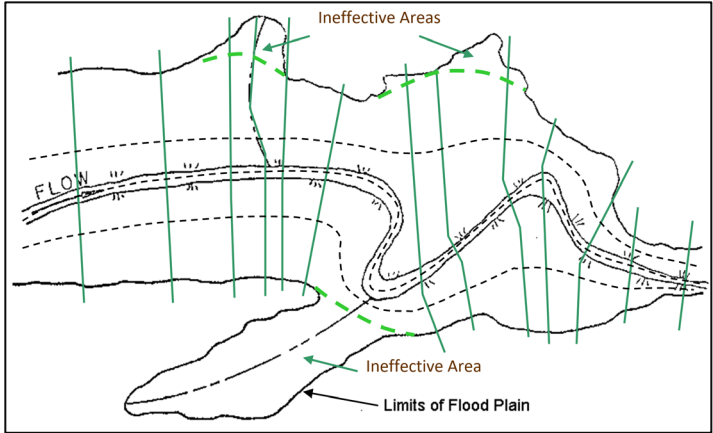 Ineffective Areas
FLOW
Ineffective Area
Limits of Flood Plain